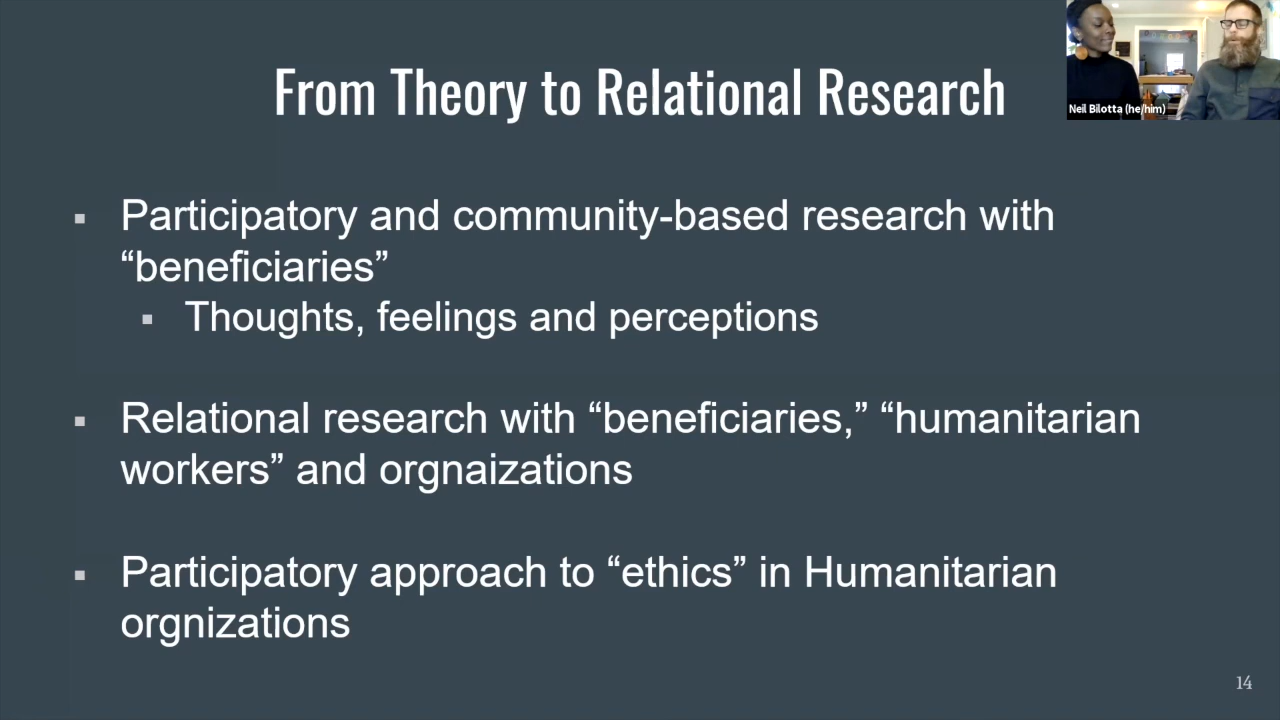 From Theory to Relational Research
Neil Bilotta (he/him)
▪ Participatory and community-based research with
“beneficiaries”
▪ Thoughts, feelings and perceptions
▪ Relational research with “beneficiaries,” “humanitarian
workers” and orgnaizations
▪ Participatory approach to “ethics” in Humanitarian
orgnizations
14